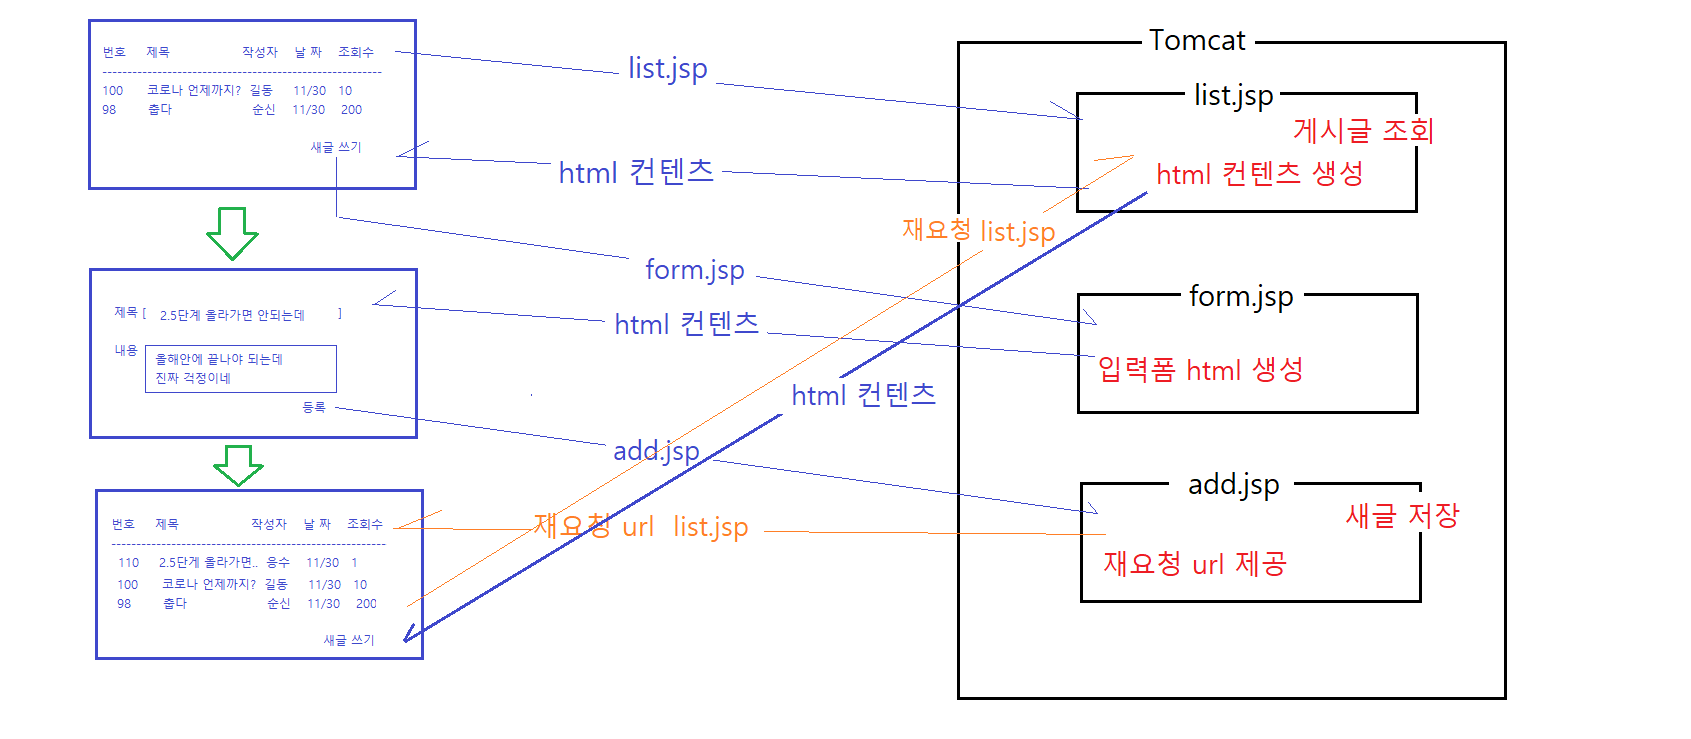 번호 제목 작성자 날 짜 조회수
--------------------------------------------------------
100 코로나 언제까지? 길동 11/30 10
98 춥다 순신 11/30 200
새글 쓰기
list.jsp
html 컨텐츠
form.jsp
제목 [ 2.5단계 올라가면 안되는데 ]
내용
올해안에 끝나야 되는데
진짜 걱정이네
등록
html 컨텐츠
html 컨텐츠
add.jsp
번호 제목 작성자 날 짜 조회수
--------------------------------------------------------
110 2.5단게 올라가면.. 응수 11/30 1
100 코로나 언제까지? 길동 11/30 10
98 춥다 순신 11/30 200
새글 쓰기
재요청 url list.jsp
재요청 list.jsp
Tomcat
list.jsp
게시글 조회
html 컨텐츠 생성
form.jsp
입력폼 html 생성
add.jsp
새글 저장
재요청 url 제공